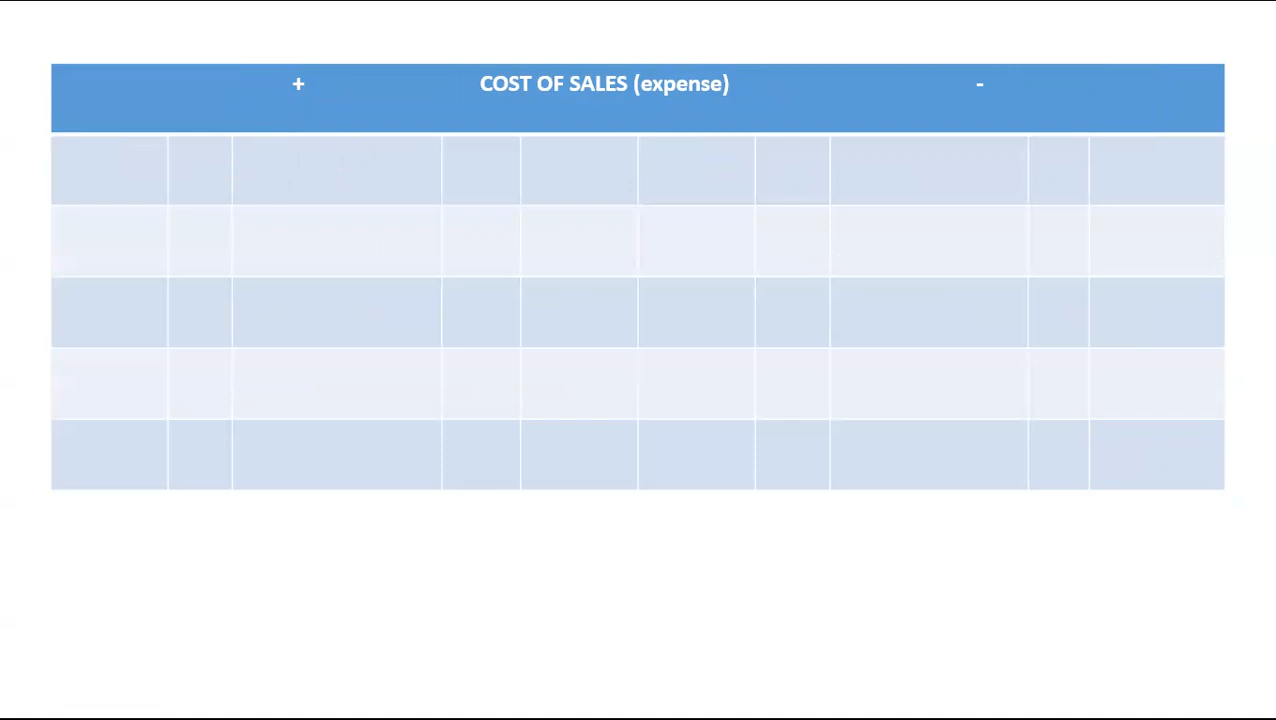 + COST OF SALES (expense) -